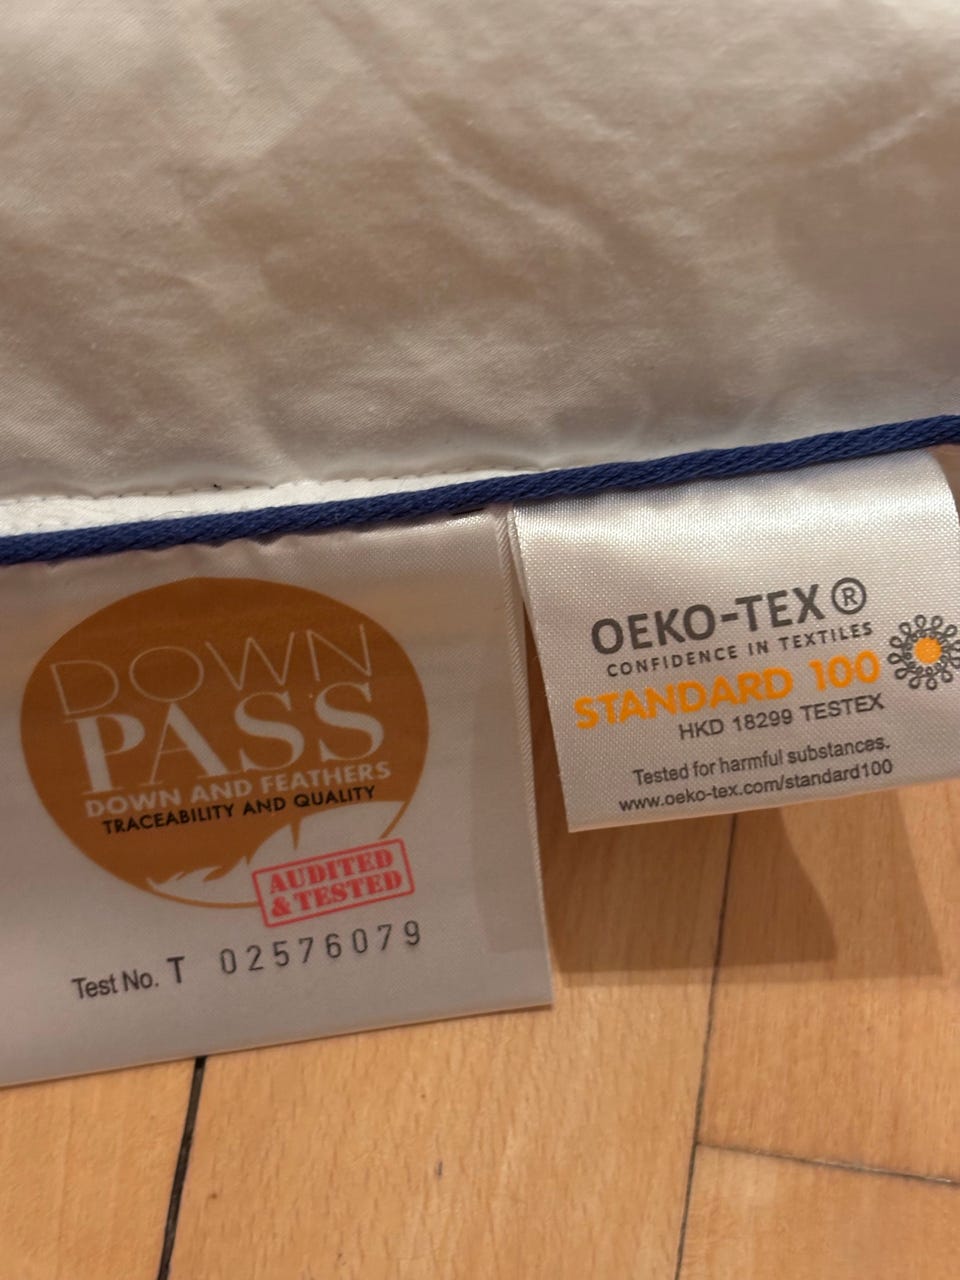 DOWN
PASS
DOWN AND FEATHERS
TRACEABILITY AND QUALITY
AUDITED
& TESTED
Test No. T 02576079
OEKO-TEX®
CONFIDENCE IN TEXTILES
STANDARD 100
HKD 18299 TESTEX
Tested for harmful substances.
www.oeko-tex.com/standard100